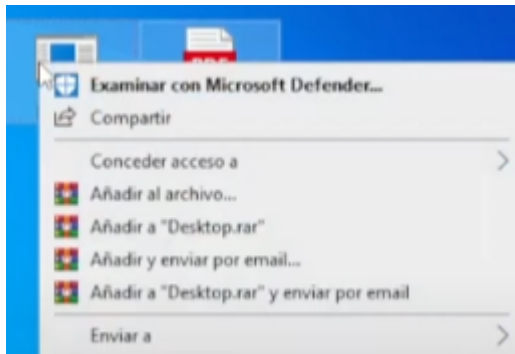 PDF
Examinar con Microsoft Defender...
Compartir
Conceder acceso a
Añadir al archivo...
Añadir a "Desktop.rar"
Añadir y enviar por email...
Añadir a "Desktop.rar" y enviar por email
Enviar a